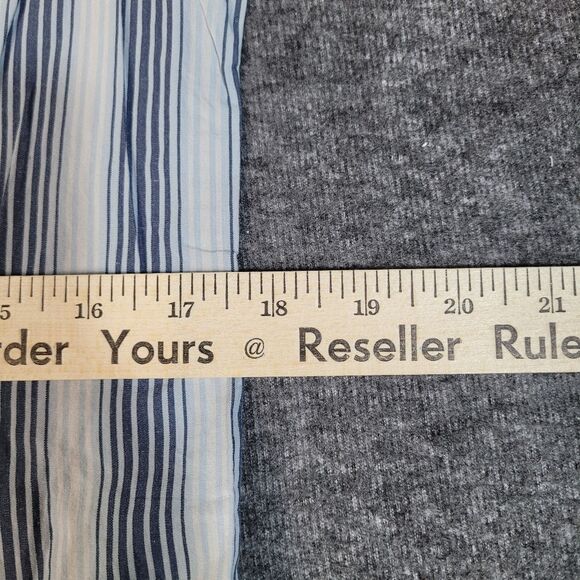 5 16 17 18 19 20 21
rder Yours @ Reseller Rule